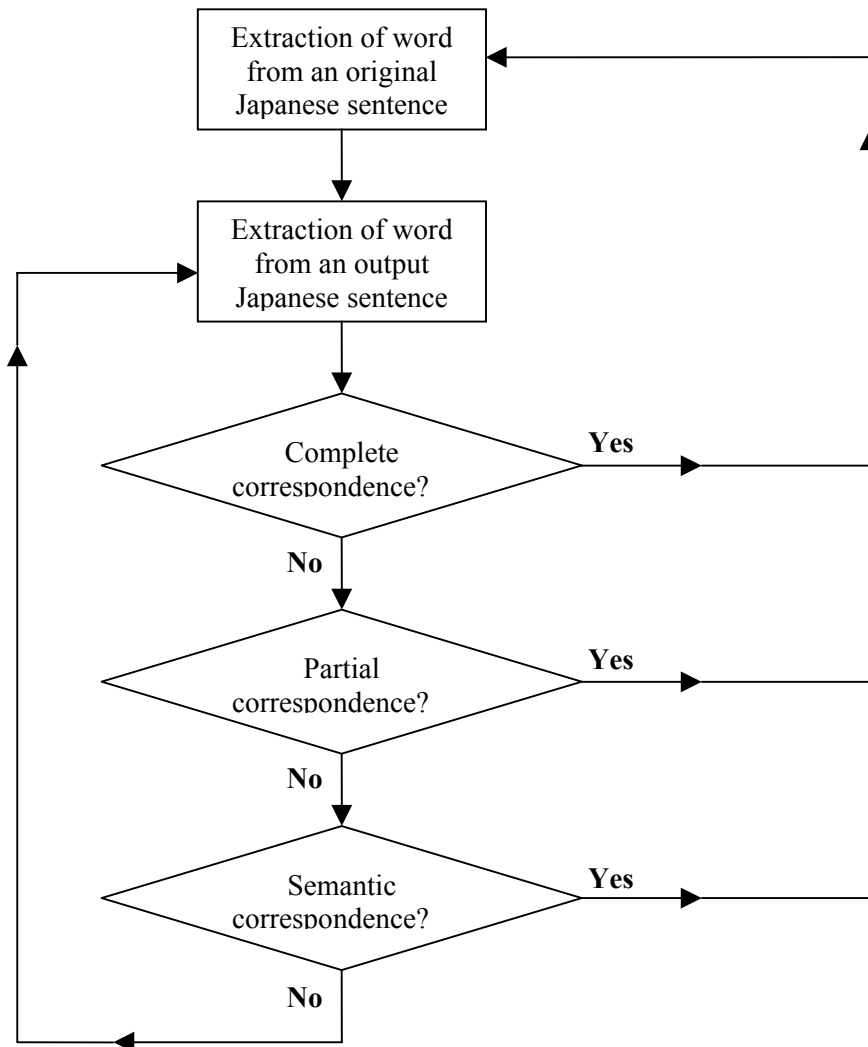 Extraction of word
from an original
Japanese sentence
Extraction of word
from an output
Japanese sentence
Complete
correspondence?
Yes
No
Partial
correspondence?
Yes
No
Semantic
correspondence?
Yes
No